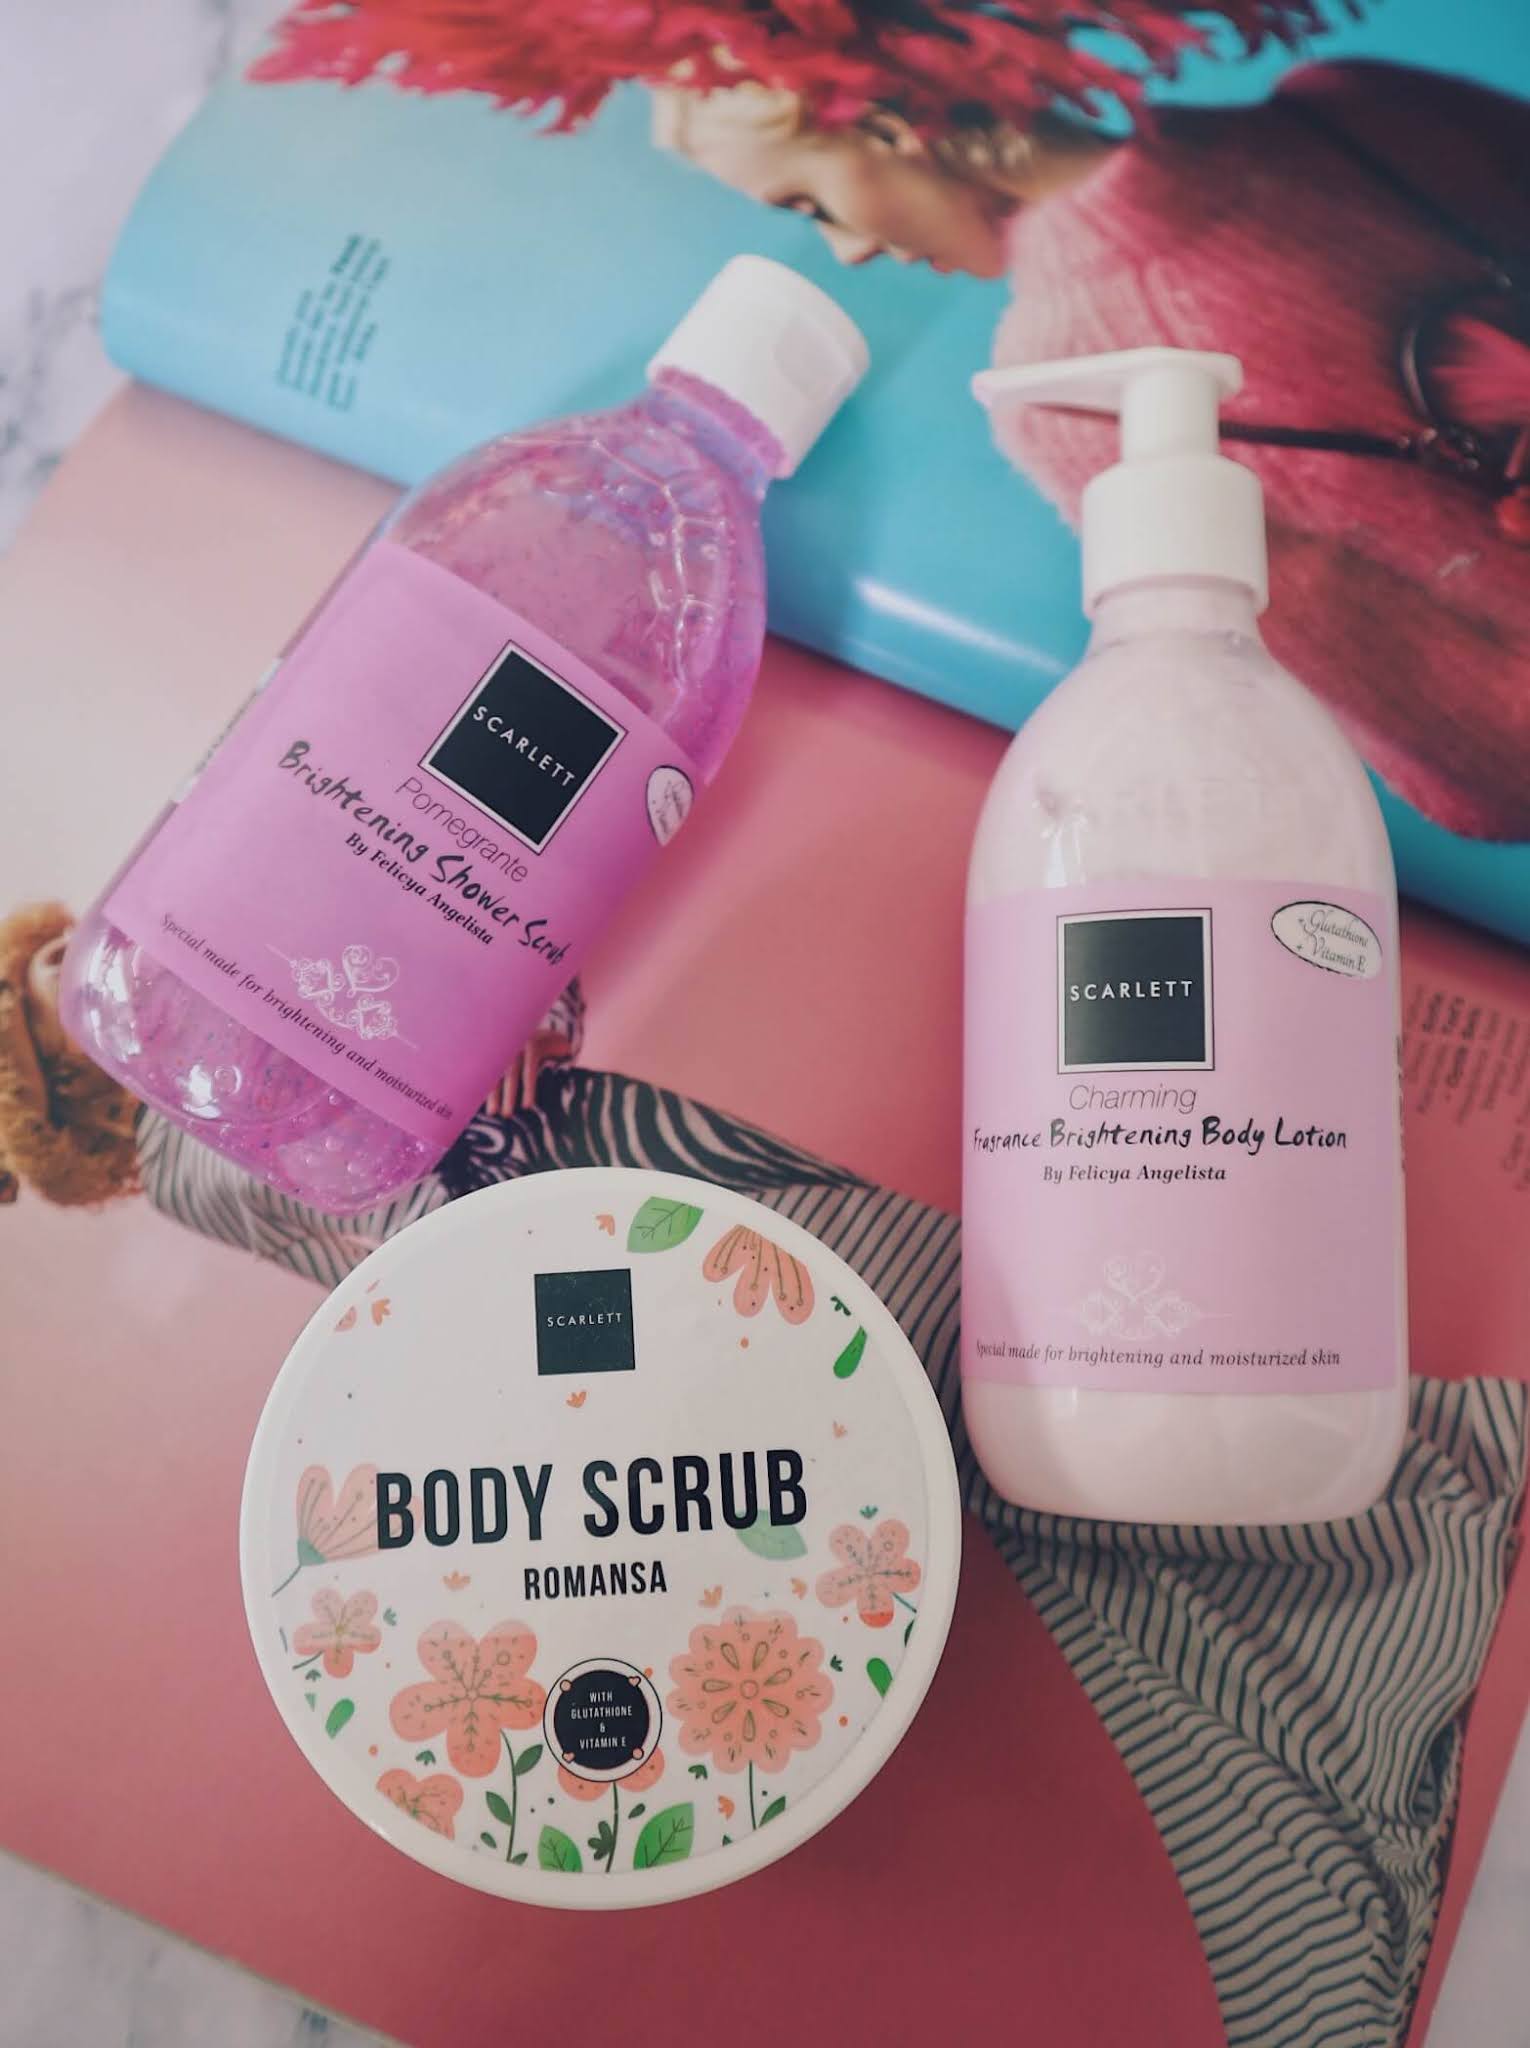 SCARLETT
Pomegrante
Brightening Shower Scrub
By Felicya Angelista
Special made for brightening and moisturized skin
SCARLETT
+Glutathione
+VitaminE
Charming
Fragrance Brightening Body Lotion
By Felicya Angelista
Special made for brightening and moisturized skin
SCARLETT
BODY SCRUB
ROMANSA
WITH
GLUTATHIONE
&
VITAMIN E